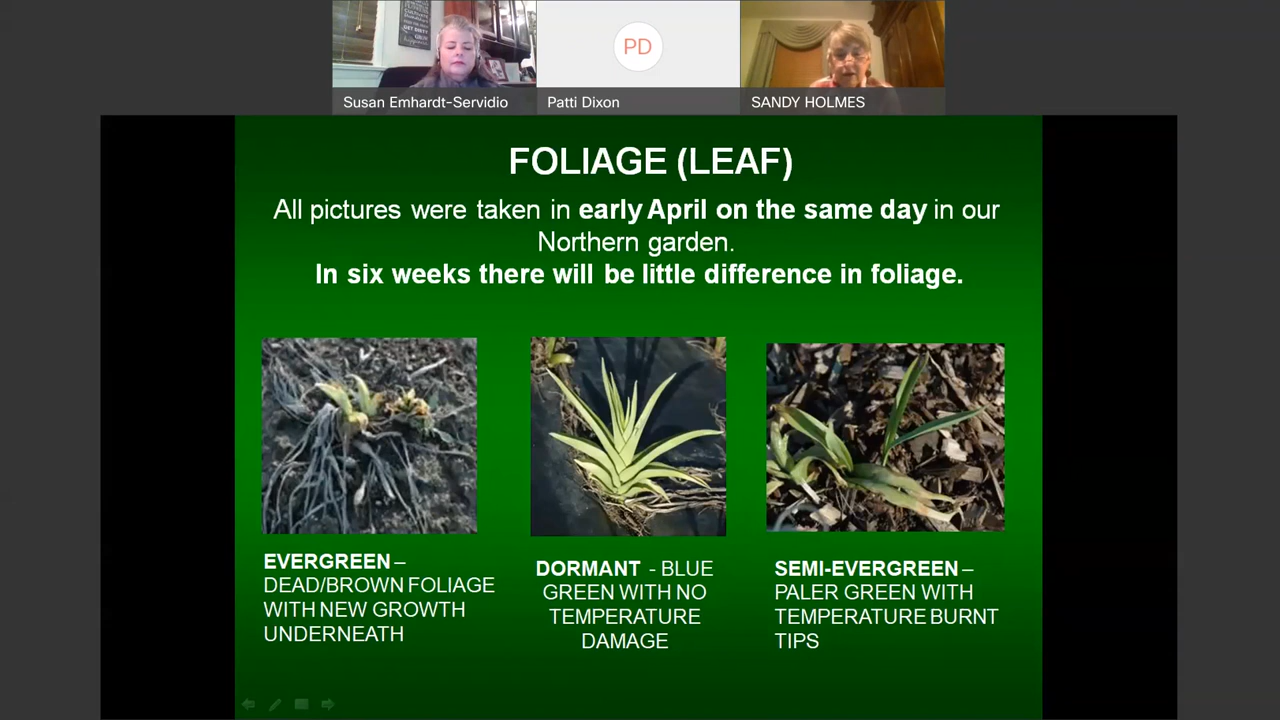 GET DIRTY
Susan Emhardt-Servidio
PD
Patti Dixon
SANDY HOLMES
FOLIAGE (LEAF)
All pictures were taken in early April on the same day in our
Northern garden.
In six weeks there will be little difference in foliage.
EVERGREEN –
DEAD/BROWN FOLIAGE
WITH NEW GROWTH
UNDERNEATH
DORMANT - BLUE
GREEN WITH NO
TEMPERATURE
DAMAGE
SEMI-EVERGREEN –
PALER GREEN WITH
TEMPERATURE BURNT
TIPS